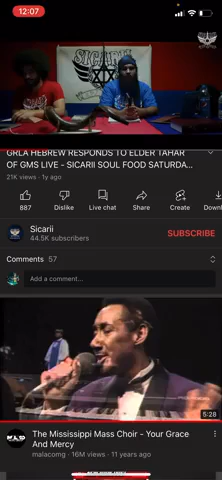 12:07
SICARII
GRLA HEBREW RESPONDS TO ELDER TAHAR
OF GMS LIVE - SICARII SOUL FOOD SATURDA...
21K views · 1y ago
887 Dislike Live chat Share Create Downl
Sicarii
44.5K subscribers
SUBSCRIBE
Comments 57
Add a comment...
5:28
The Mississippi Mass Choir - Your Grace
And Mercy
malacomg · 16M views · 11 years ago